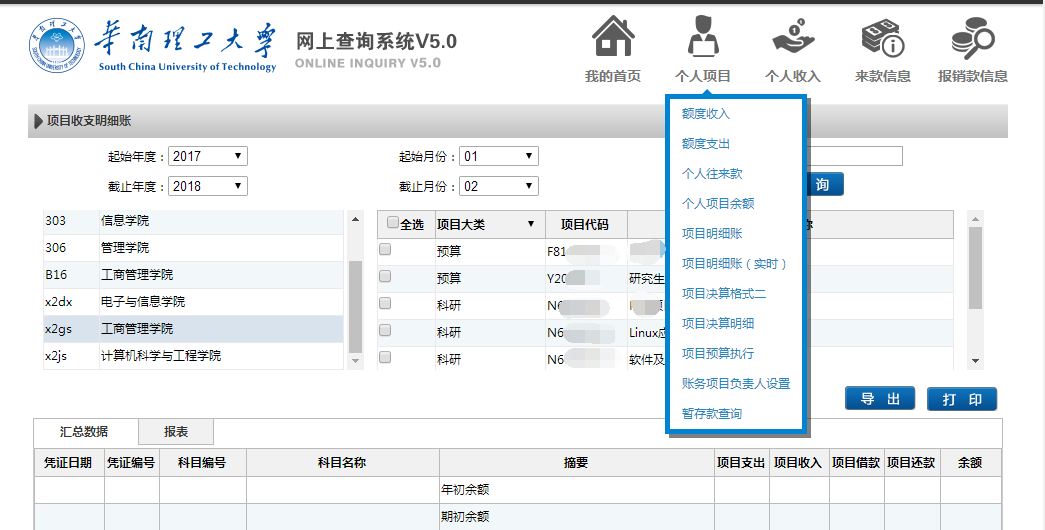 華南理工大學
South China University of Technology
网上查询系统V5.0
ONLINE INQUIRY V5.0
我的首页 个人项目 个人收入 来款信息 报销款信息
项目收支明细账
起始年度： 2017 起始月份： 01
截止年度： 2018 截止月份： 02 询
额度收入
额度支出
个人往来款
个人项目余额
项目明细账
项目明细账（实时）
项目决算格式二
项目决算明细
项目预算执行
账务项目负责人设置
暂存款查询
303 信息学院
306 管理学院
B16 工商管理学院
x2dx 电子与信息学院
x2gs 工商管理学院
x2js 计算机科学与工程学院
全选 项目大类 项目代码
预算 F81
预算 Y20 研究生
科研 N6
科研 N6 Linux应
科研 N6 软件及
导 出 打 印
汇总数据 报表
凭证日期 凭证编号 科目编号 科目名称 摘要 项目支出 项目收入 项目借款 项目还款 余额
年初余额
期初余额